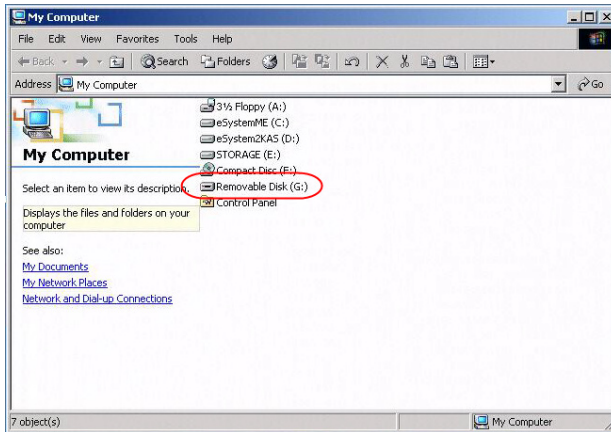 My Computer
File Edit View Favorites Tools Help
Back Search Folders
Address My Computer Go
3½ Floppy (A:)
eSystemME (C:)
eSystem2KAS (D:)
STORAGE (E:)
Compact Disc (F:)
Removable Disk (G:)
Control Panel
My Computer
Select an item to view its description.
Displays the files and folders on your
computer
See also:
My Documents
My Network Places
Network and Dial-up Connections
7 object(s) My Computer